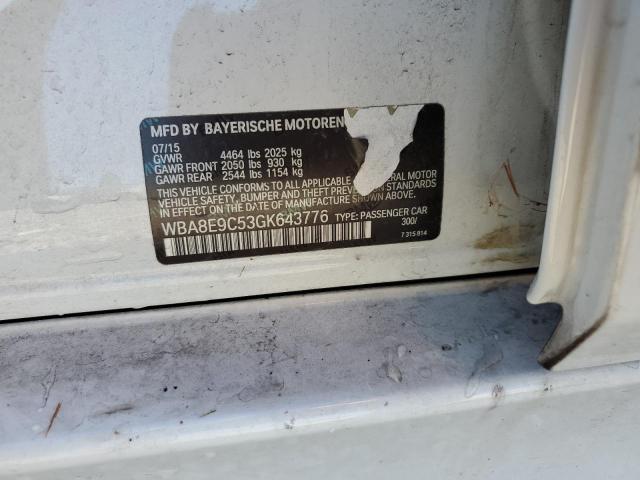 MFD BY BAYERISCHE MOTOREN
07/15
GVWR 4464 lbs 2025 kg
GAWR FRONT 2050 lbs 930 kg
GAWR REAR 2544 lbs 1154 kg
THIS VEHICLE CONFORMS TO ALL APPLICABLE MOTOR
VEHICLE SAFETY, BUMPER AND THEFT PREVENTION
IN EFFECT ON THE DATE OF MANUFACTURE SHOWN ABOVE.
WBA8E9C53GK643776 TYPE: PASSENGER CAR
300/
7 315 814